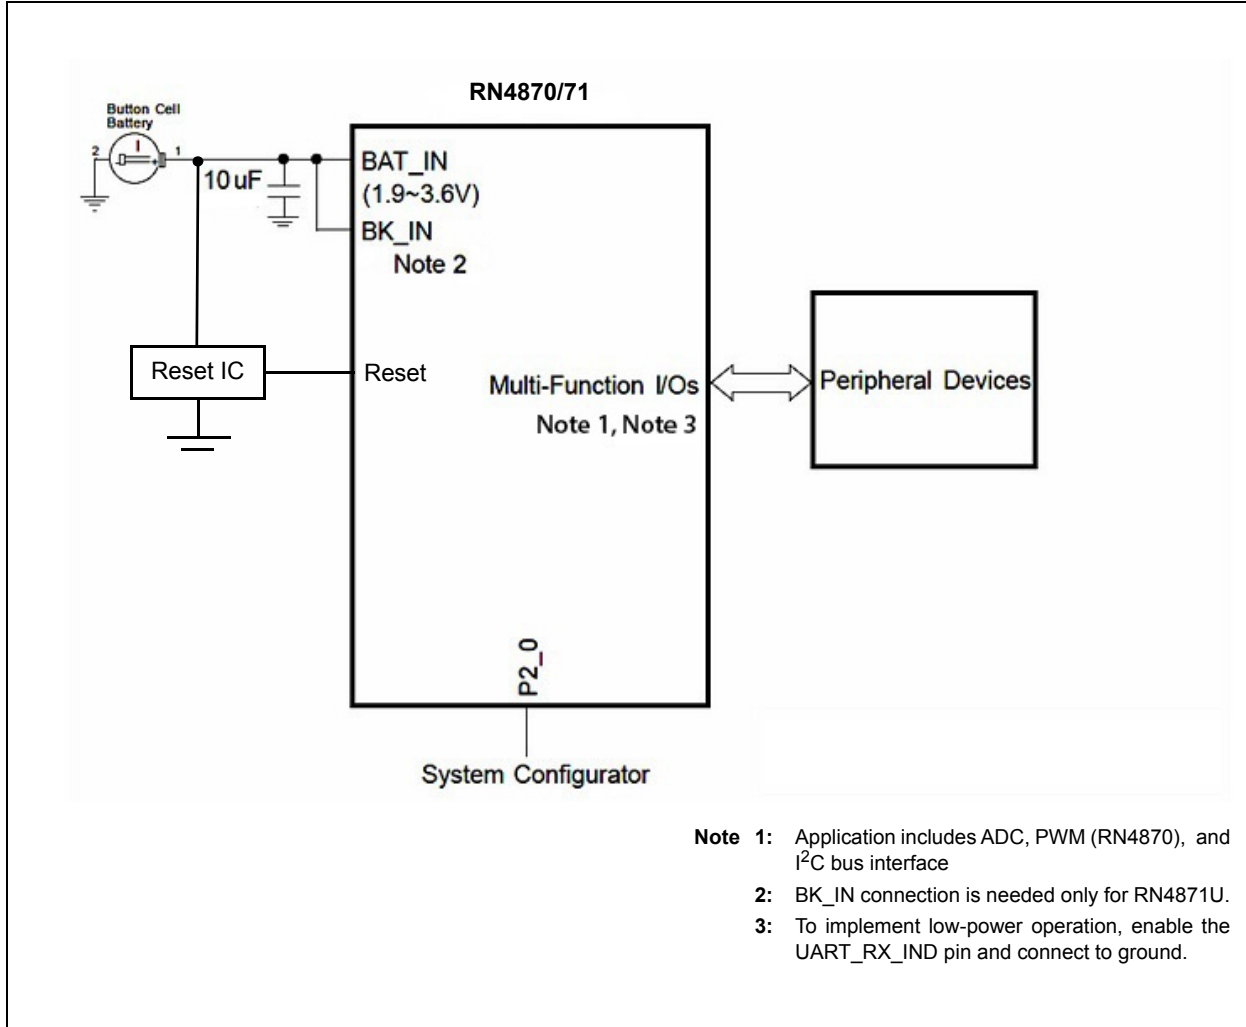 RN4870/71
Button Cell
Battery
2
1
10 uF
BAT_IN
(1.9~3.6V)
BK_IN
Note 2
Reset IC
Reset
Multi-Function I/Os
Note 1, Note 3
Peripheral Devices
P2_0
System Configurator
Note 1: Application includes ADC, PWM (RN4870), and
I2C bus interface
2: BK_IN connection is needed only for RN4871U.
3: To implement low-power operation, enable the
UART_RX_IND pin and connect to ground.